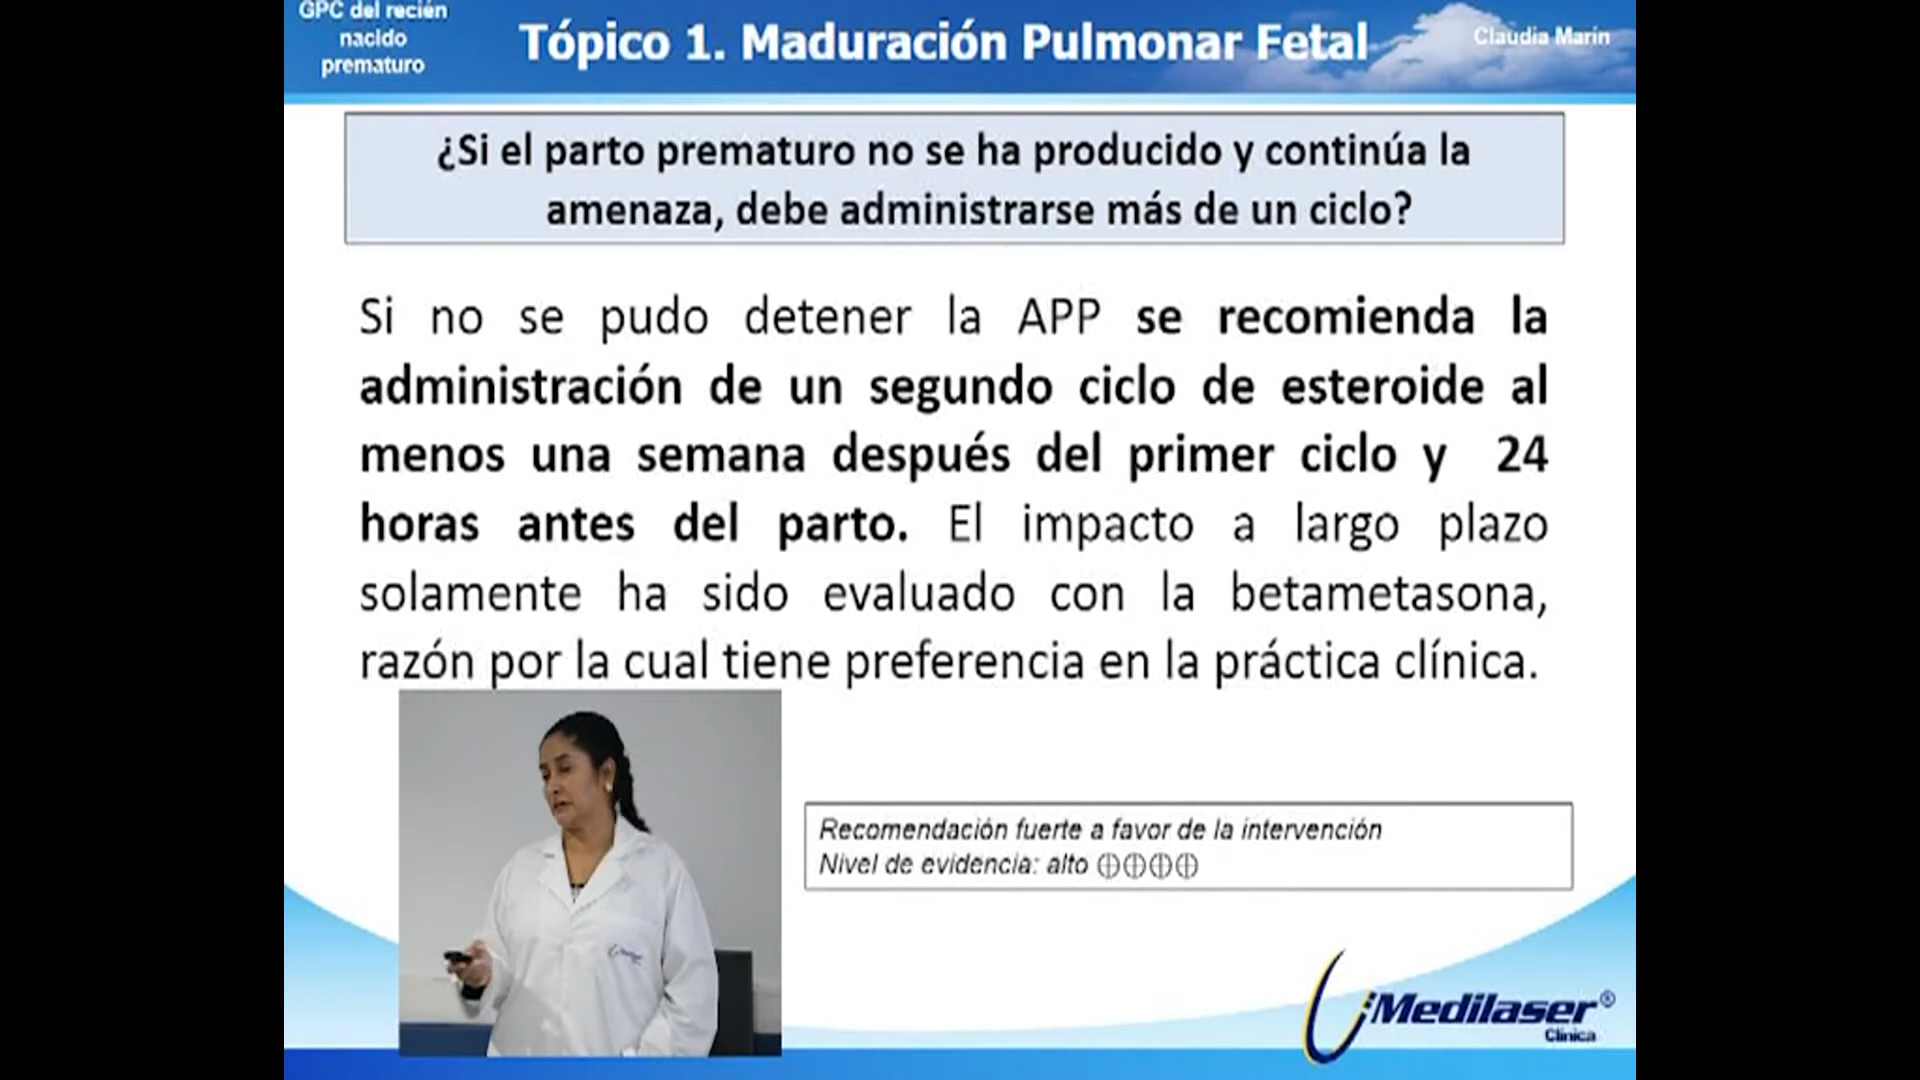 GPC del recién
nacido
prematuro
Tópico 1. Maduración Pulmonar Fetal
Claudia Marin
¿Si el parto prematuro no se ha producido y continúa la
amenaza, debe administrarse más de un ciclo?
Si no se pudo detener la APP se recomienda la
administración de un segundo ciclo de esteroide al
menos una semana después del primer ciclo y 24
horas antes del parto. El impacto a largo plazo
solamente ha sido evaluado con la betametasona,
razón por la cual tiene preferencia en la práctica clínica.
Recomendación fuerte a favor de la intervención
Nivel de evidencia: alto ⨁⨁⨁⨁
Medilaser®
Clínica